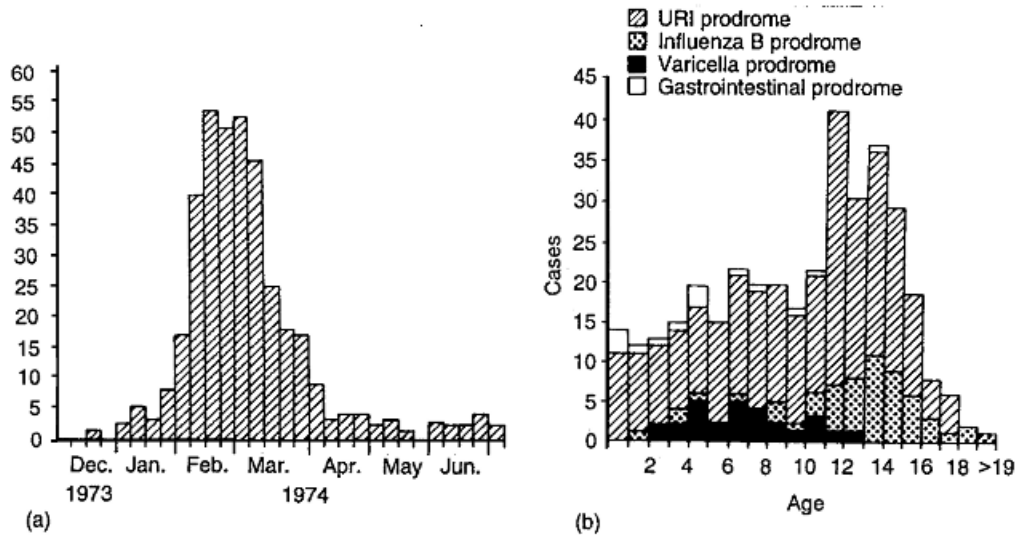 URI prodrome
Influenza B prodrome
Varicella prodrome
Gastrointestinal prodrome
60
55
50
45
40
35
30
25
20
15
10
5
0
Dec. Jan. Feb. Mar. Apr. May Jun.
1973 1974
(a)
45
40
35
30
25
20
15
10
5
0
Cases
2 4 6 8 10 12 14 16 18 >19
Age
(b)